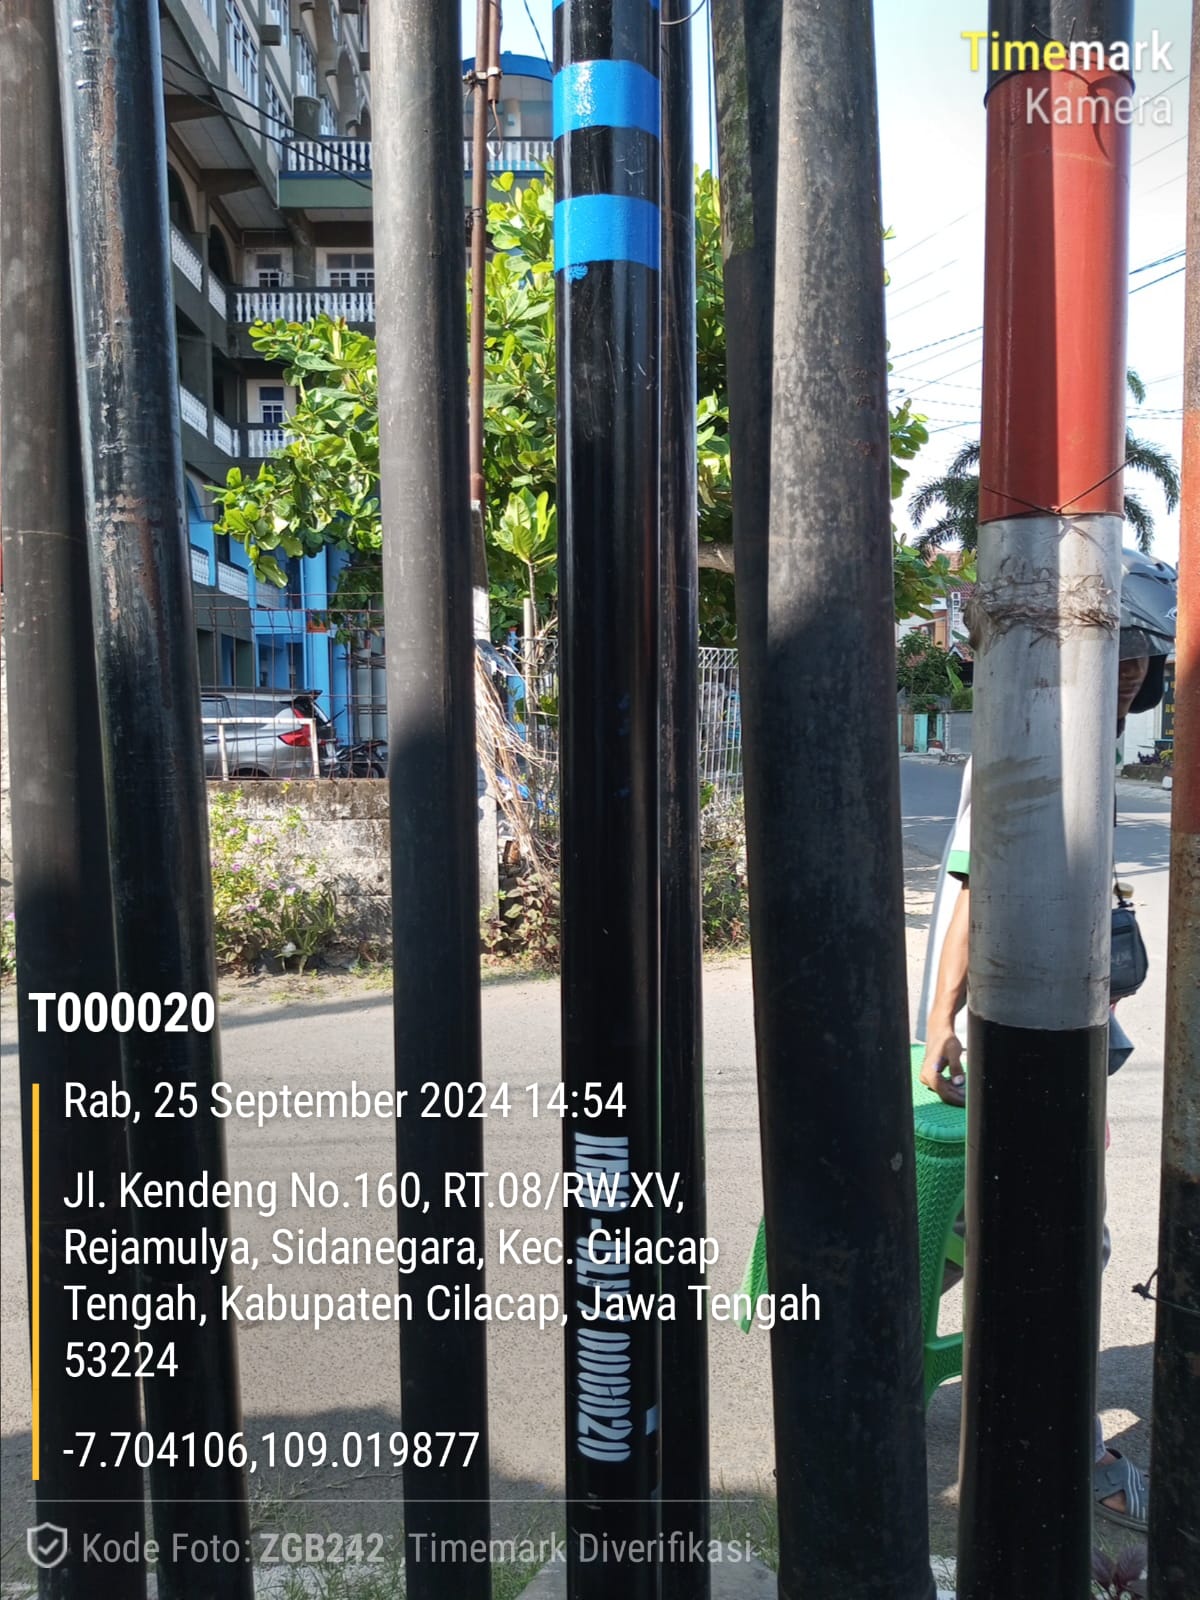 Timemark
Kamera
T000020
Rab, 25 September 2024 14:54
Jl. Kendeng No.160, RT.08/RW.XV,
Rejamulya, Sidanegara, Kec. Cilacap
Tengah, Kabupaten Cilacap, Jawa Tengah
53224
-7.704106,109.019877
Kode Foto: ZGB242 ,Timemark Diverifikasi
000020